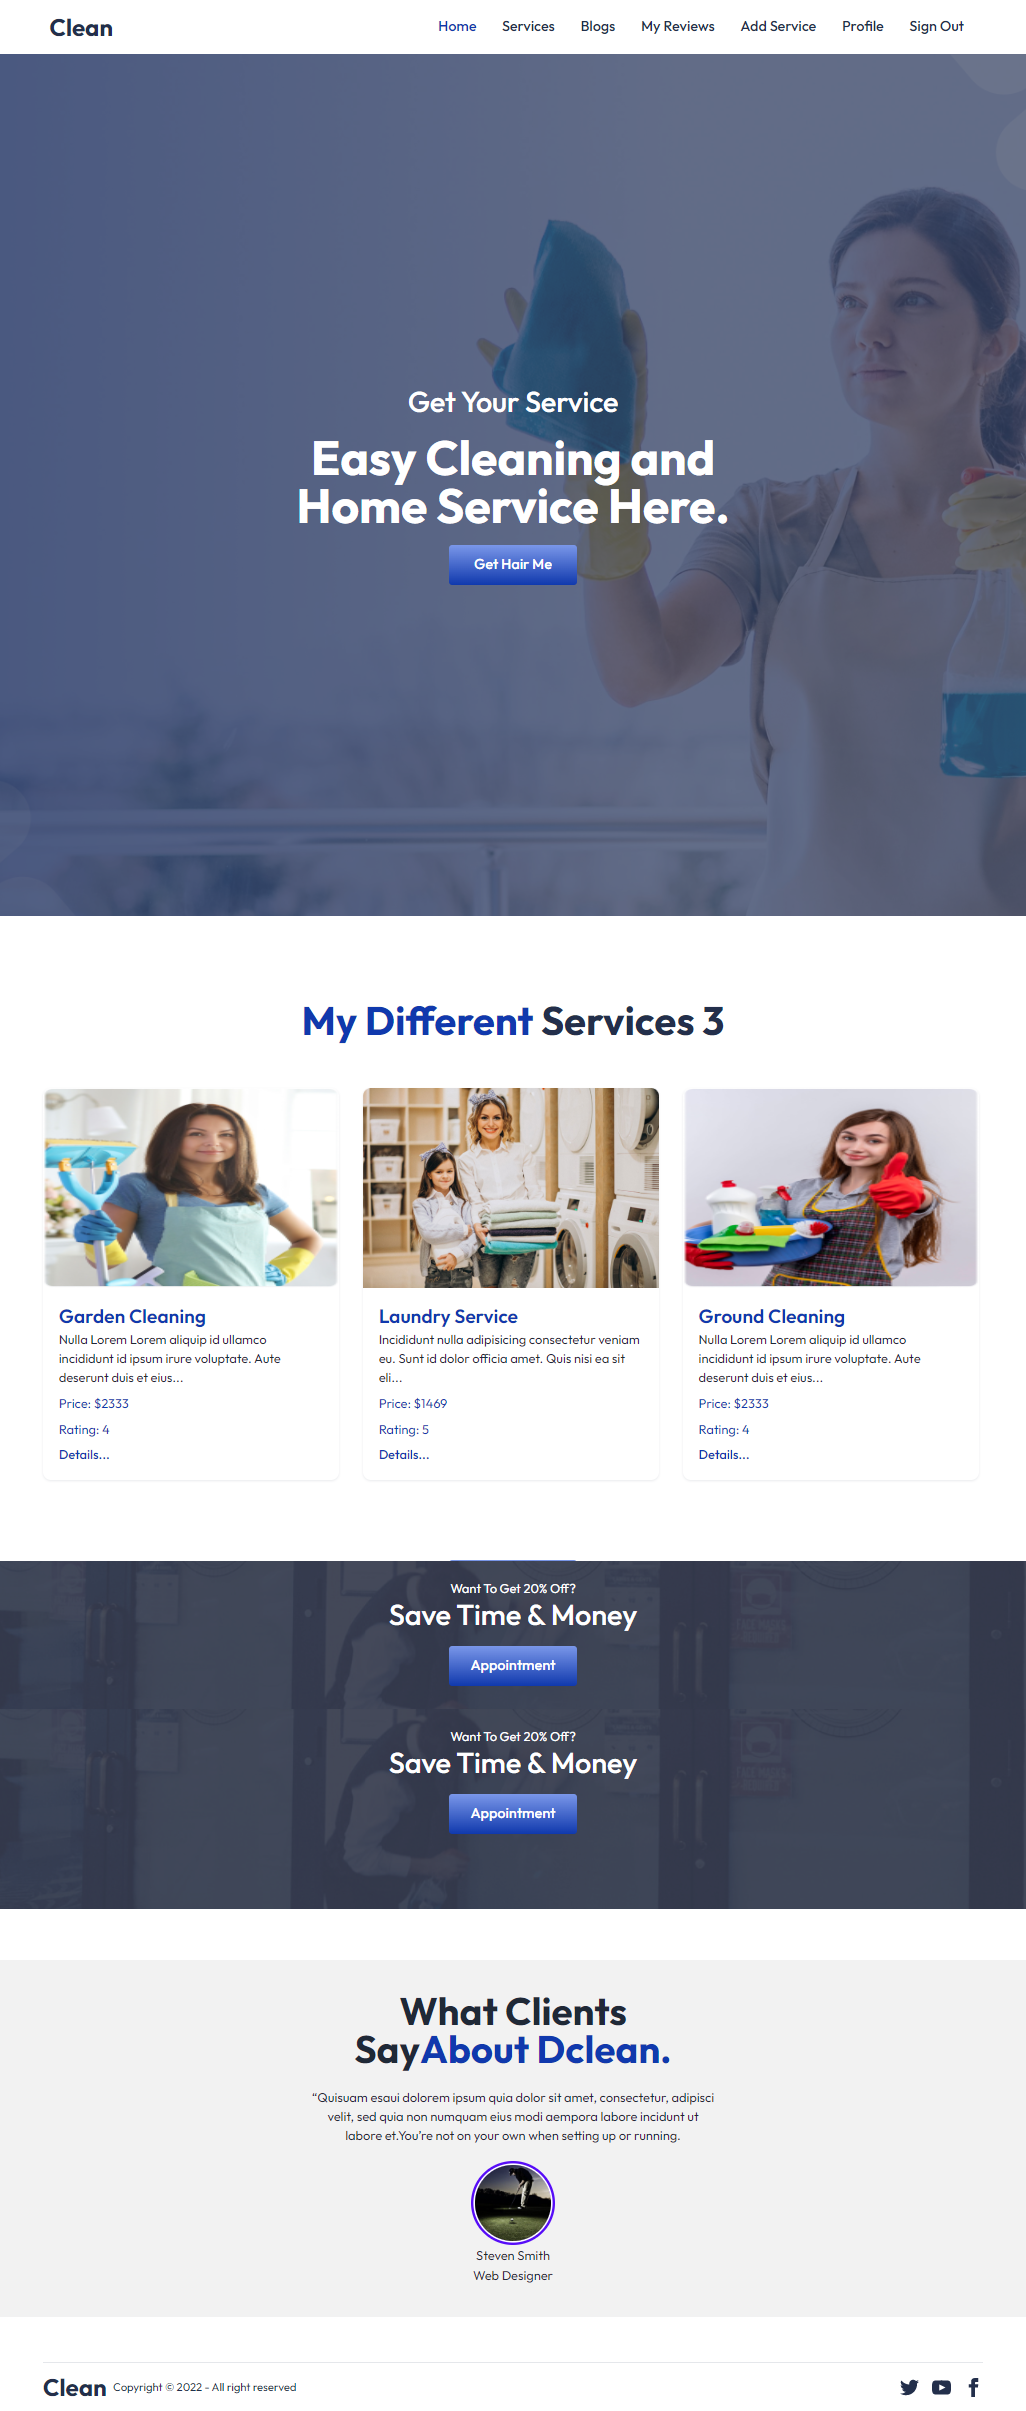 Clean
Home Services Blogs My Reviews Add Service Profile Sign Out
Get Your Service
Easy Cleaning and
Home Service Here.
Get Hair Me
My Different Services 3
Garden Cleaning
Nulla Lorem Lorem aliquip id ullamco
incididunt id ipsum irure voluptate. Aute
deserunt duis et eius...
Price: $2333
Rating: 4
Details...
Laundry Service
Incididunt nulla adipisicing consectetur veniam
eu. Sunt id dolor officia amet. Quis nisi ea sit
eli...
Price: $1469
Rating: 5
Details...
Ground Cleaning
Nulla Lorem Lorem aliquip id ullamco
incididunt id ipsum irure voluptate. Aute
deserunt duis et eius...
Price: $2333
Rating: 4
Details...
Want To Get 20% Off?
Save Time & Money
Appointment
Want To Get 20% Off?
Save Time & Money
Appointment
What Clients
SayAbout Dclean.
“Quisuam esaui dolorem ipsum quia dolor sit amet, consectetur, adipisci
velit, sed quia non numquam eius modi aempora labore incidunt ut
labore et.You’re not on your own when setting up or running.
Steven Smith
Web Designer
Clean Copyright © 2022 - All right reserved